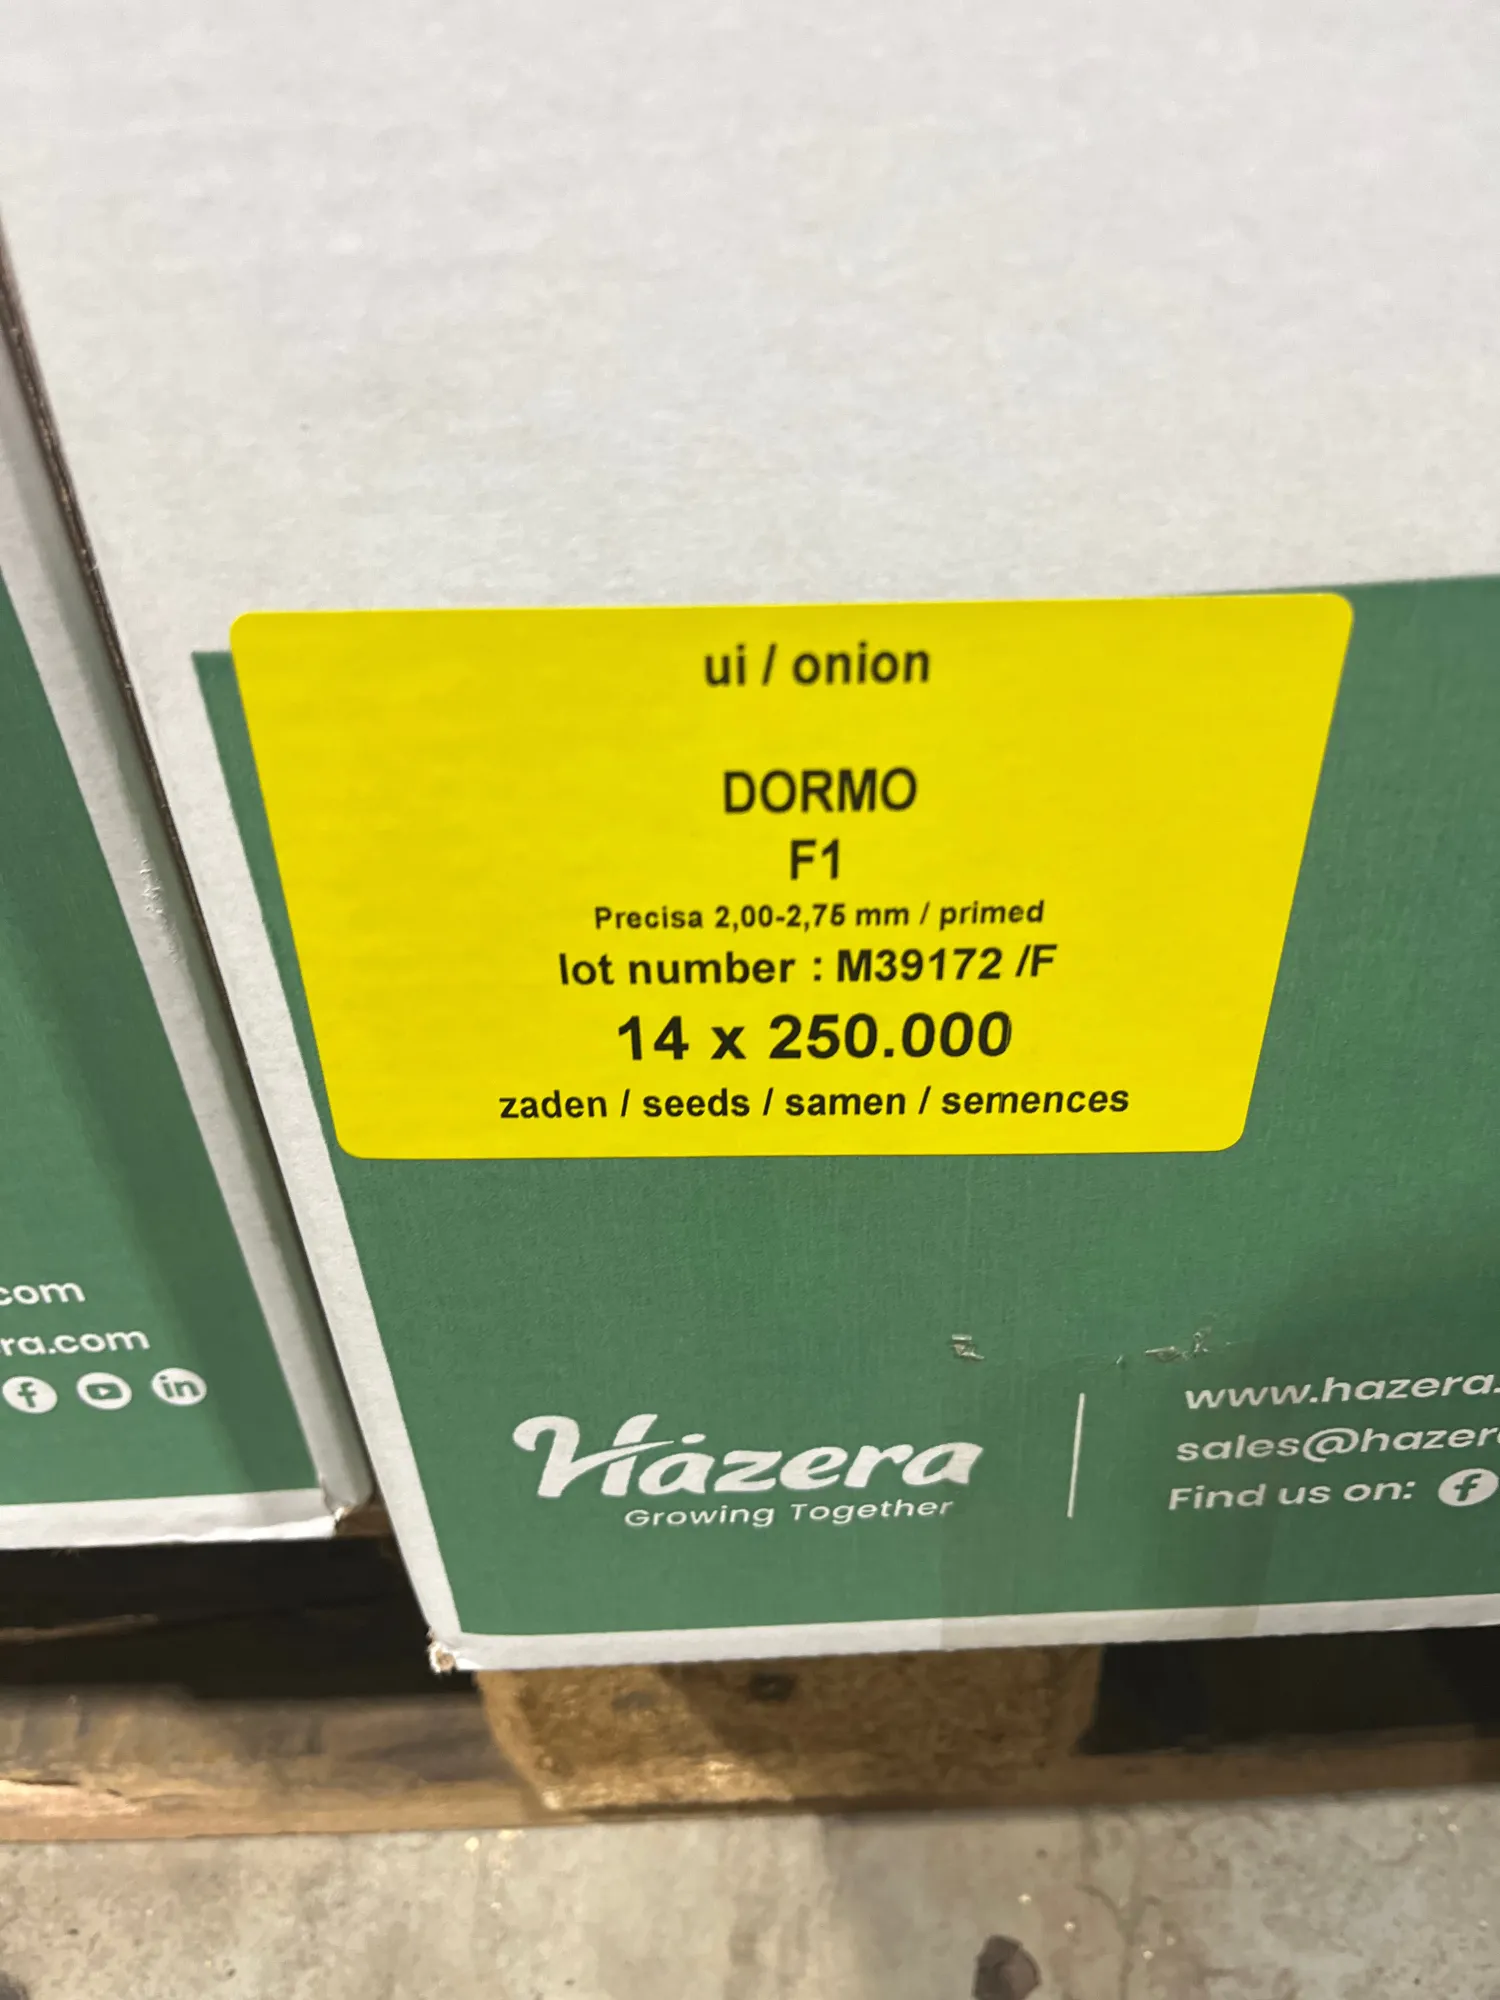 ui / onion
DORMO
F1
Precisa 2,00-2,75 mm / primed
lot number : M39172 /F
14 x 250.000
zaden / seeds / samen / semences
com
ra.com
f
in
Hazera
Growing Together
www.hazera.
sales@hazer
Find us on: f